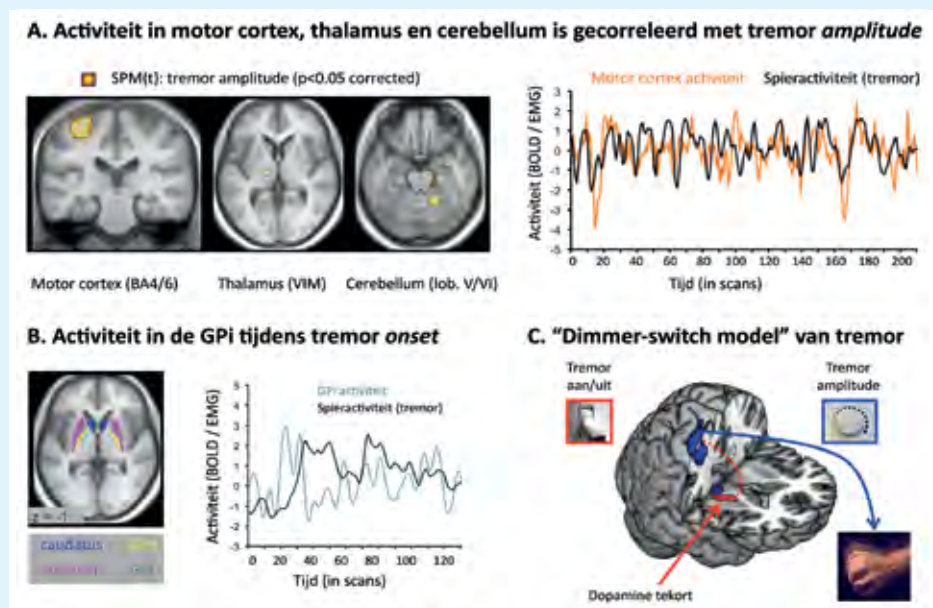 A. Activiteit in motor cortex, thalamus en cerebellum is gecorreleerd met tremor amplitude
SPM(t): tremor amplitude (p<0.05 corrected)
Motor cortex (BA4/6)
Thalamus (VIM)
Cerebellum (lob. V/VI)
Motor cortex activiteit
Spieractiviteit (tremor)
Activiteit (BOLD / EMG)
3
2
1
0
-1
-2
-3
-4
-5
0 20 40 60 80 100 120 140 160 180 200
Tijd (in scans)
B. Activiteit in de GPi tijdens tremor onset
z = -1
caudatus
GPi activiteit
Spieractiviteit (tremor)
Activiteit (BOLD / EMG)
3
2
1
0
-1
-2
-3
0 20 40 60 80 100 120
Tijd (in scans)
C. “Dimmer-switch model” van tremor
Tremor
aan/uit
Tremor
amplitude
Dopamine tekort